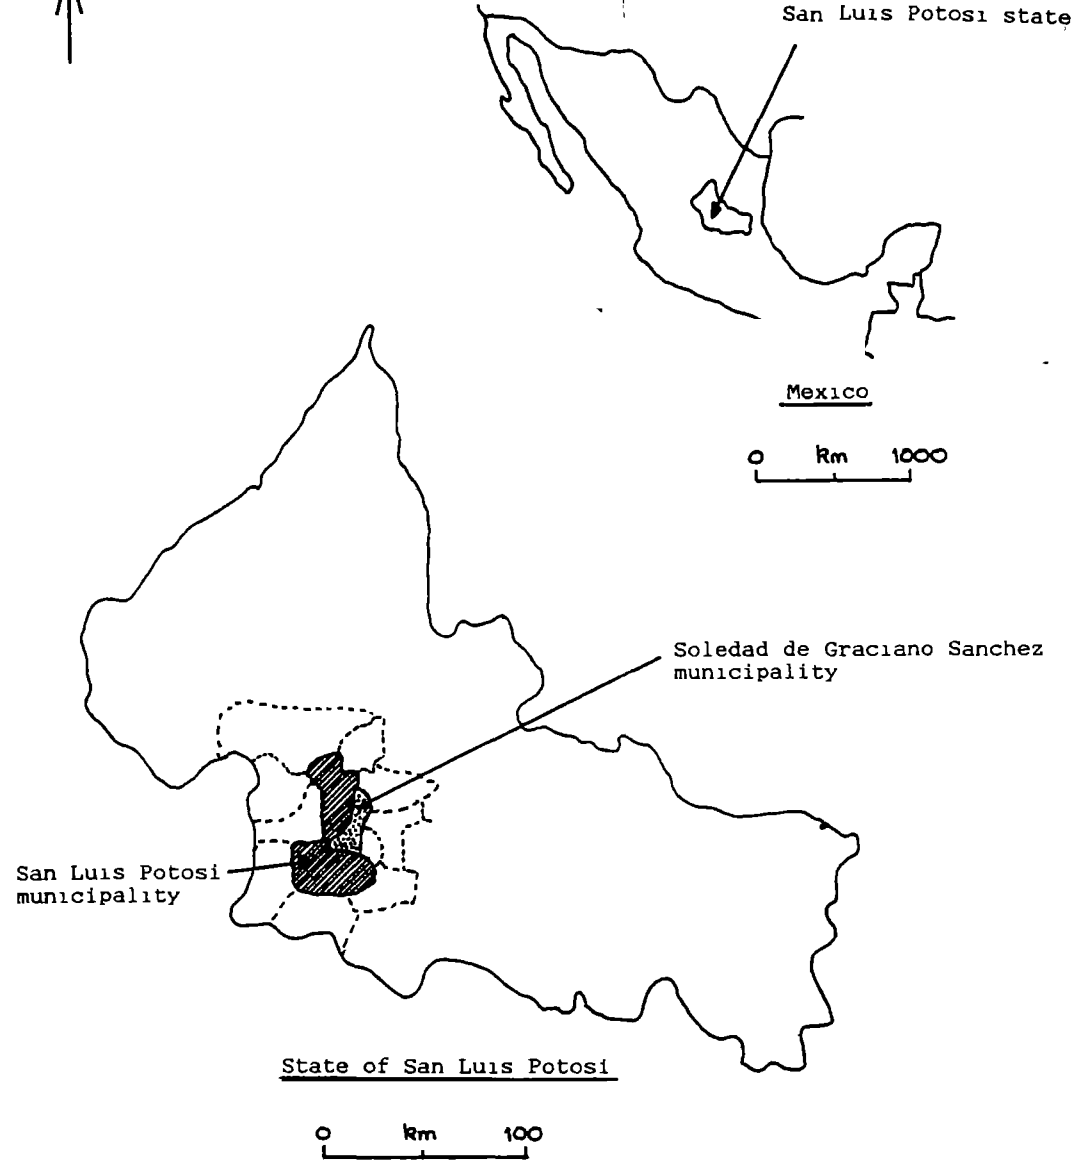 San Luis Potosi state
Mexico
0 km 1000
Soledad de Graciano Sanchez
municipality
San Luis Potosi
municipality
State of San Luis Potosi
0 km 100